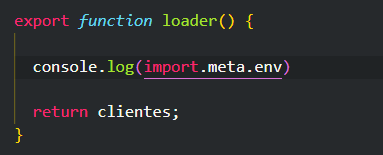 export function loader() {
console.log(import.meta.env)
return clientes;
}